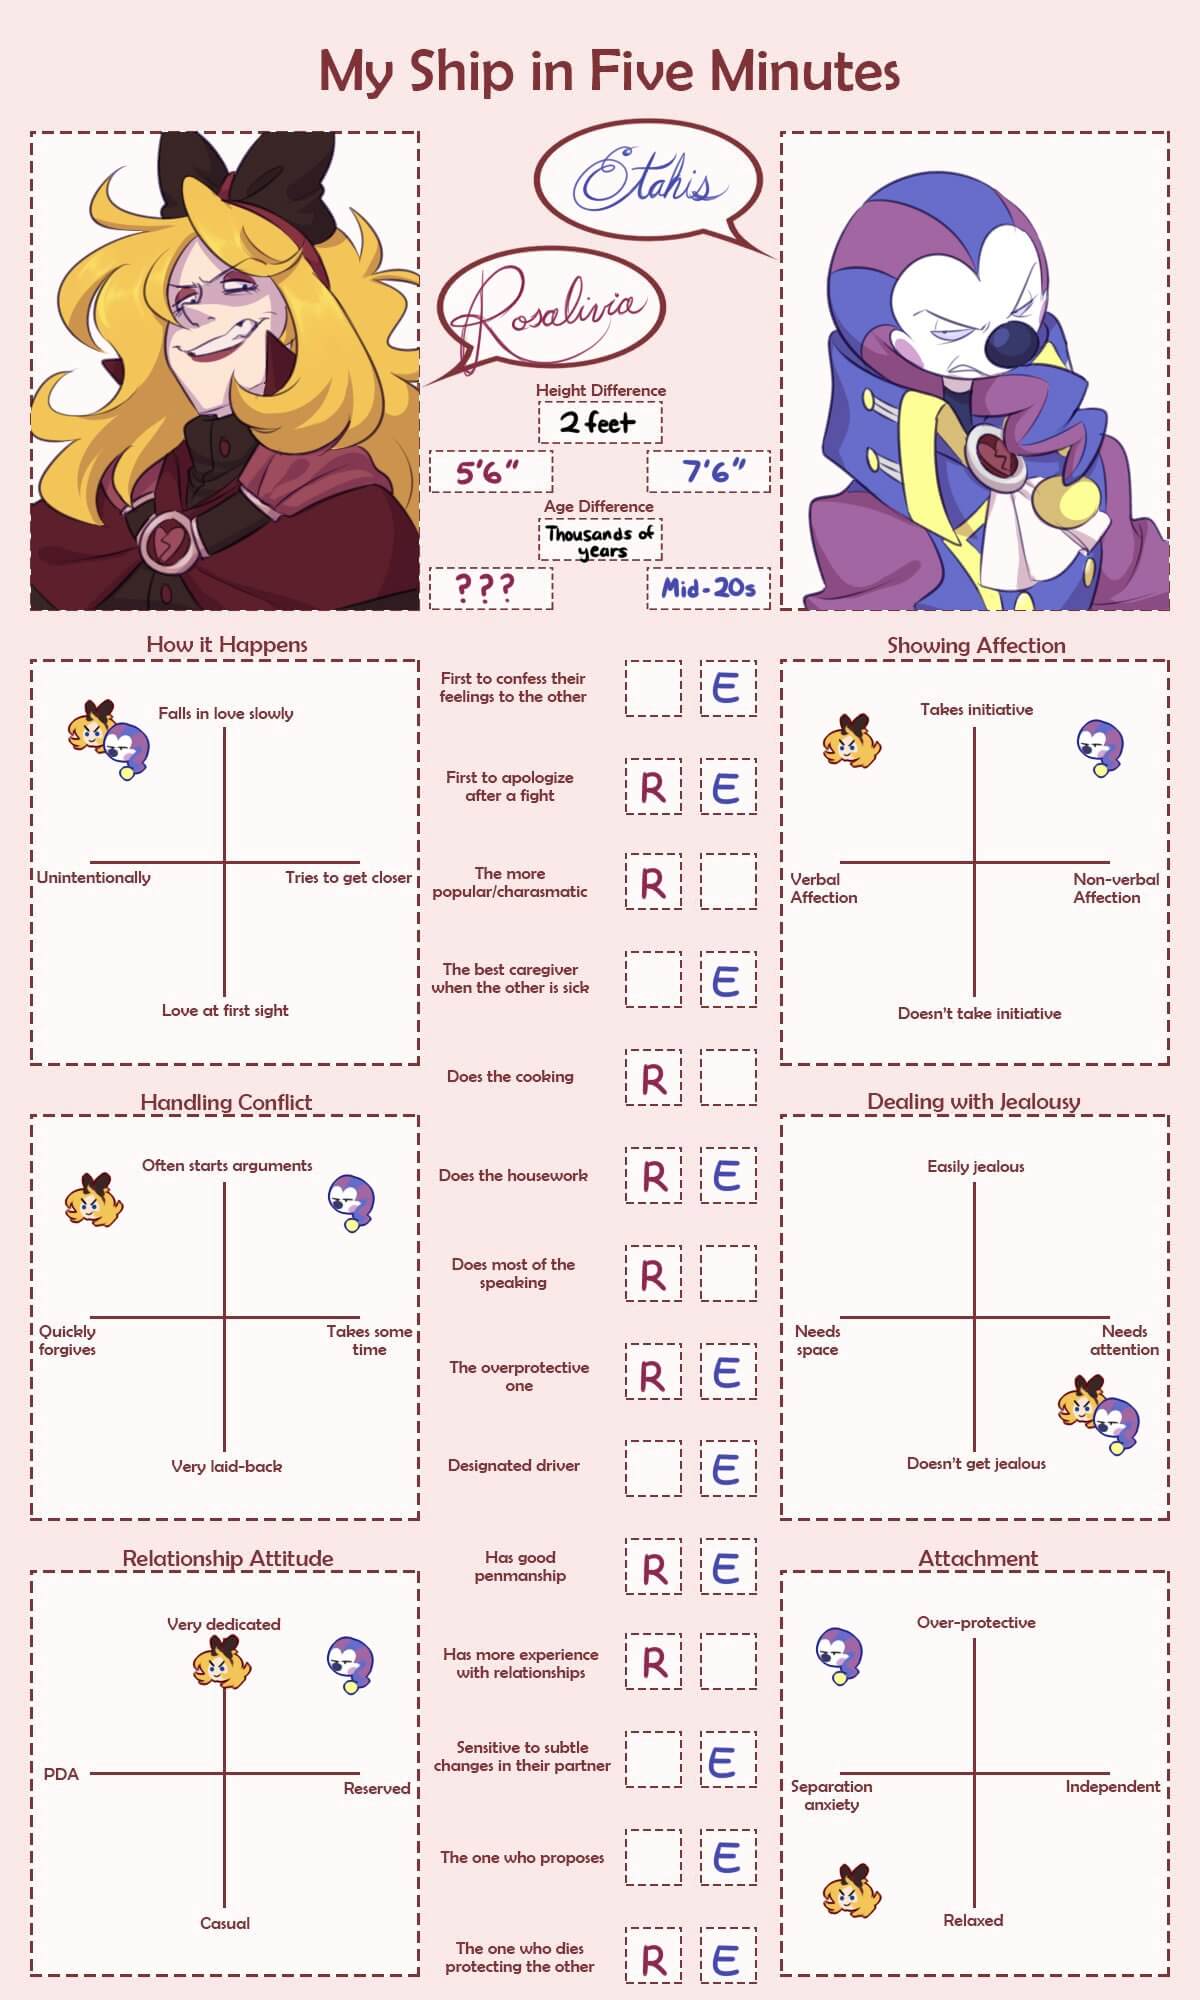 My Ship in Five Minutes
Etahis
Rosalivia
Height Difference
2 feet
5'6"
7'6"
Age Difference
Thousands of
years
???
Mid-20s
How it Happens
Falls in love slowly
Unintentionally
Tries to get closer
Love at first sight
Showing Affection
Takes initiative
Verbal
Affection
Non-verbal
Affection
Doesn't take initiative
Handling Conflict
Often starts arguments
Quickly
forgives
Takes some
time
Very laid-back
Dealing with Jealousy
Easily jealous
Needs
space
Needs
attention
Doesn't get jealous
Relationship Attitude
Very dedicated
PDA
Reserved
Casual
Attachment
Over-protective
Separation
anxiety
Independent
Relaxed
First to confess their
feelings to the other
E
First to apologize
after a fight
R E
The more
popular/charasmatic
R
The best caregiver
when the other is sick
E
Does the cooking
R
Does the housework
R E
Does most of the
speaking
R
The overprotective
one
R E
Designated driver
E
Has good
penmanship
R E
Has more experience
with relationships
R
Sensitive to subtle
changes in their partner
E
The one who proposes
E
The one who dies
protecting the other
R E